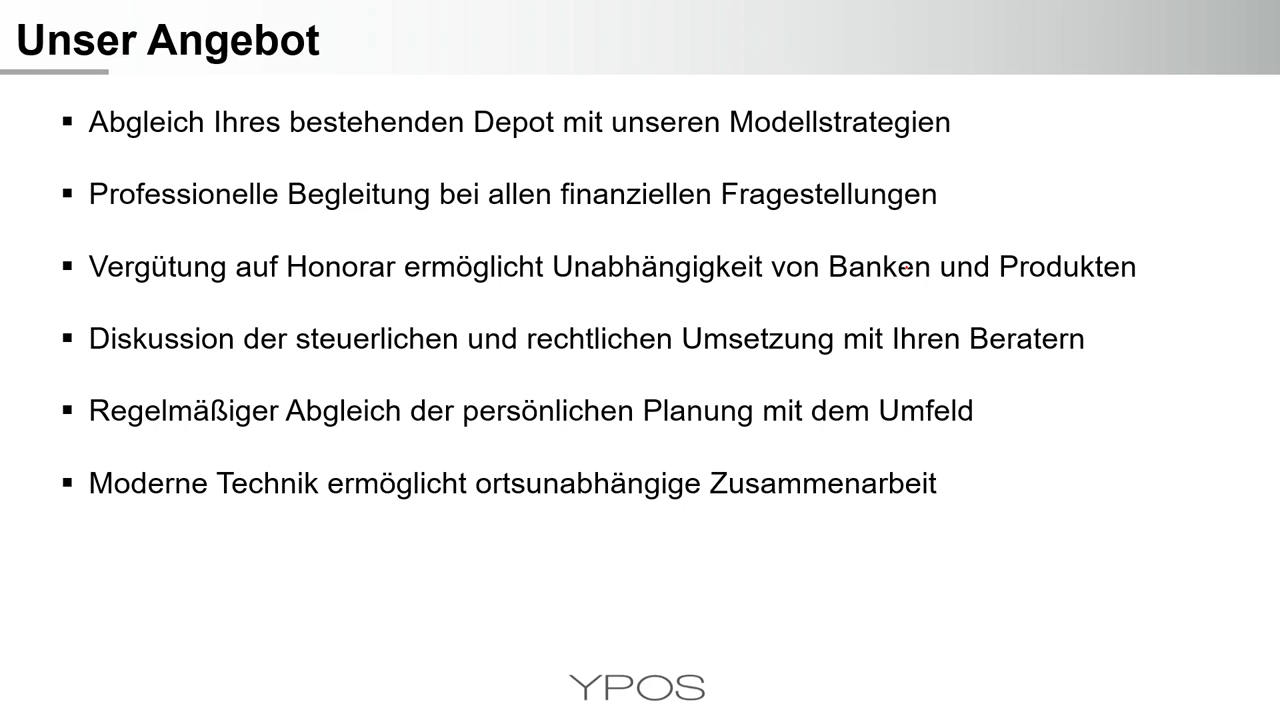 Unser Angebot
▪ Abgleich Ihres bestehenden Depot mit unseren Modellstrategien
▪ Professionelle Begleitung bei allen finanziellen Fragestellungen
▪ Vergütung auf Honorar ermöglicht Unabhängigkeit von Banken und Produkten
▪ Diskussion der steuerlichen und rechtlichen Umsetzung mit Ihren Beratern
▪ Regelmäßiger Abgleich der persönlichen Planung mit dem Umfeld
▪ Moderne Technik ermöglicht ortsunabhängige Zusammenarbeit
YPOS